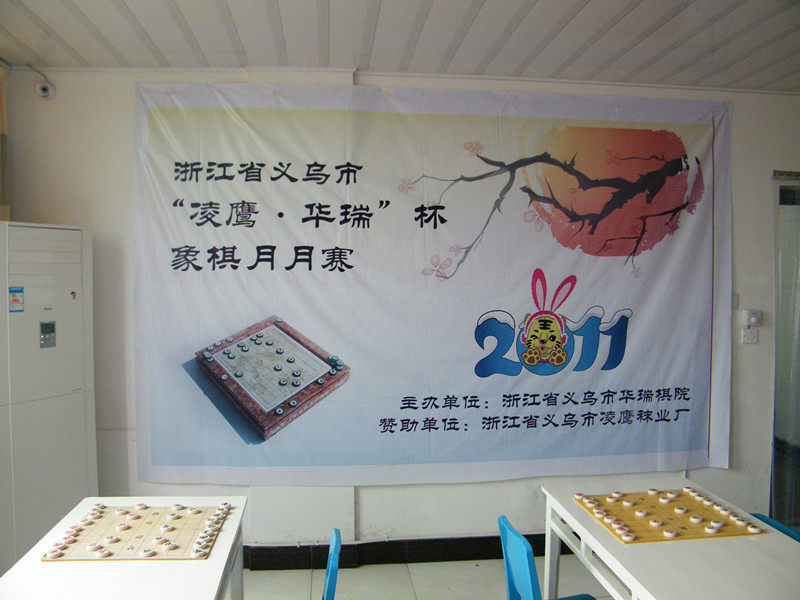 浙江省义乌市
“凌鹰·华瑞”杯
象棋月月赛
2011
主办单位：浙江省义乌市华瑞棋院
赞助单位：浙江省义乌市凌鹰袜业厂